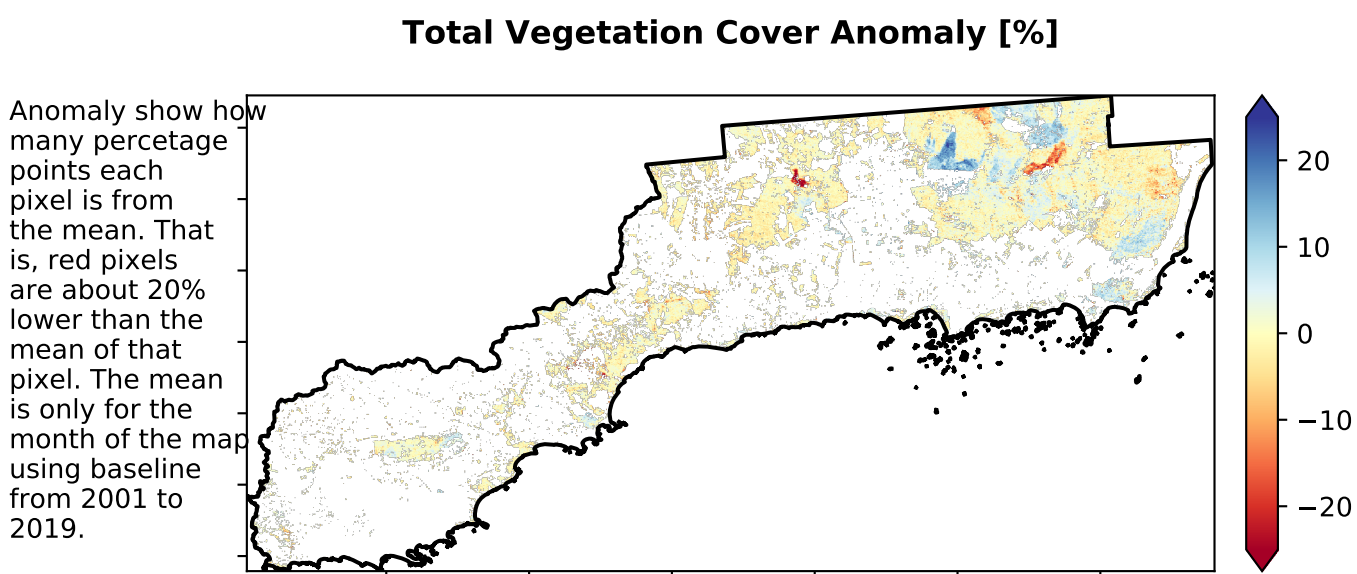 Total Vegetation Cover Anomaly [%]
Anomaly show how
many percetage
points each
pixel is from
the mean. That
is, red pixels
are about 20%
lower than the
mean of that
pixel. The mean
is only for the
month of the map
using baseline
from 2001 to
2019.
20
10
0
−10
−20